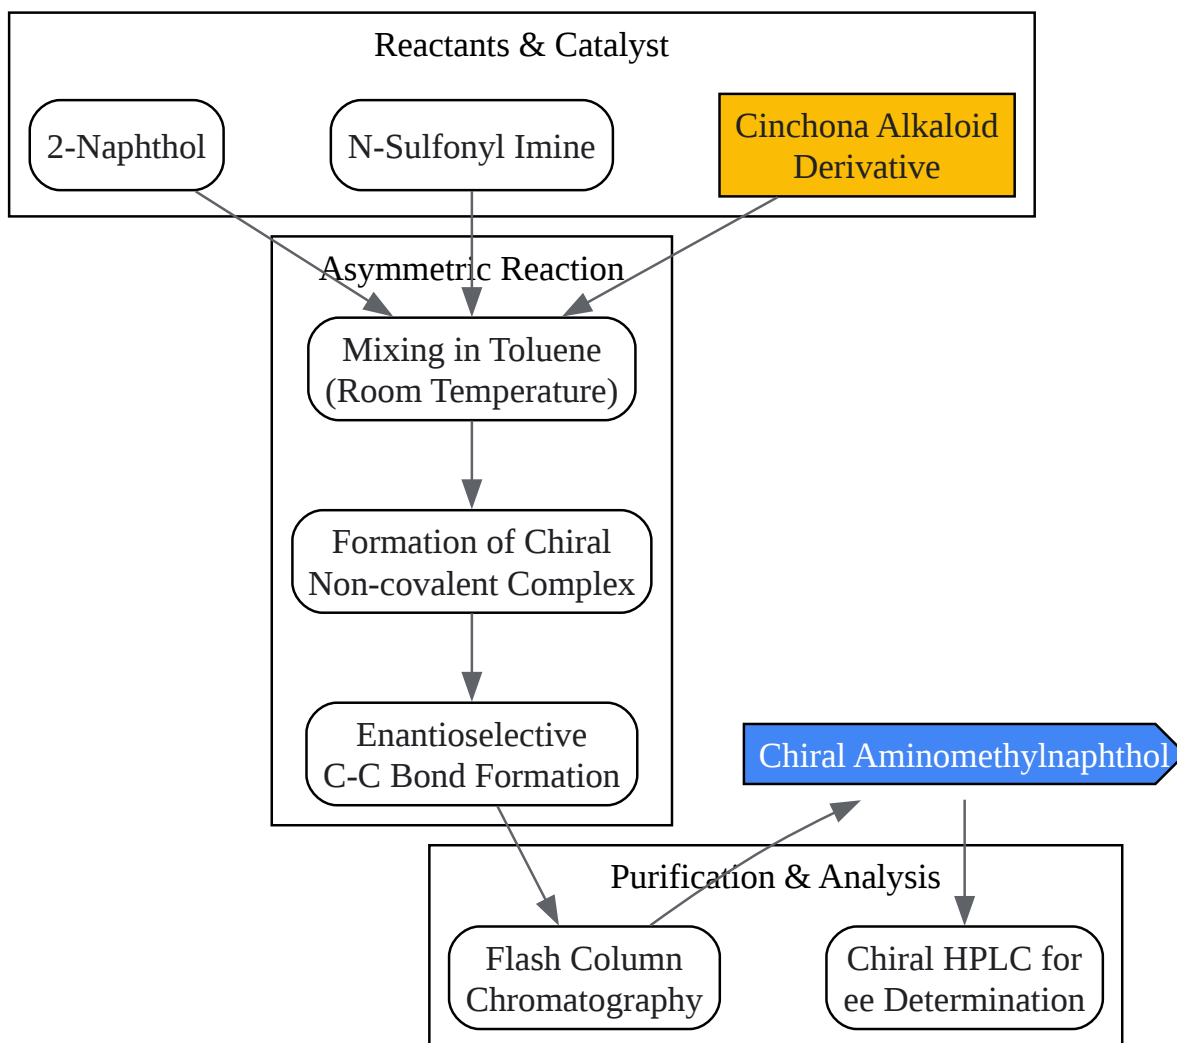 Reactants & Catalyst
2-Naphthol
N-Sulfonyl Imine
Cinchona Alkaloid
Derivative
Asymmetric Reaction
Mixing in Toluene
(Room Temperature)
Formation of Chiral
Non-covalent Complex
Enantioselective
C-C Bond Formation
Chiral Aminomethylnaphthol
Purification & Analysis
Flash Column
Chromatography
Chiral HPLC for
ee Determination